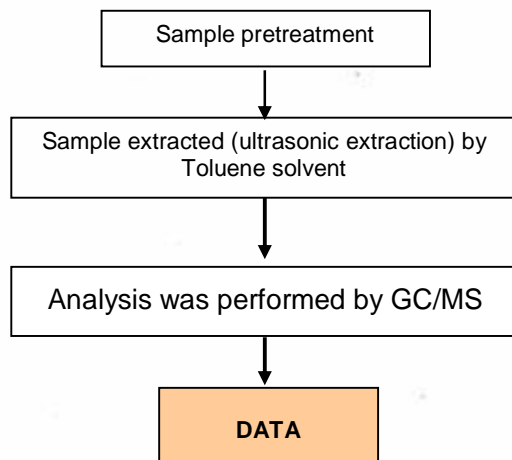 Sample pretreatment
Sample extracted (ultrasonic extraction) by
Toluene solvent
Analysis was performed by GC/MS
DATA